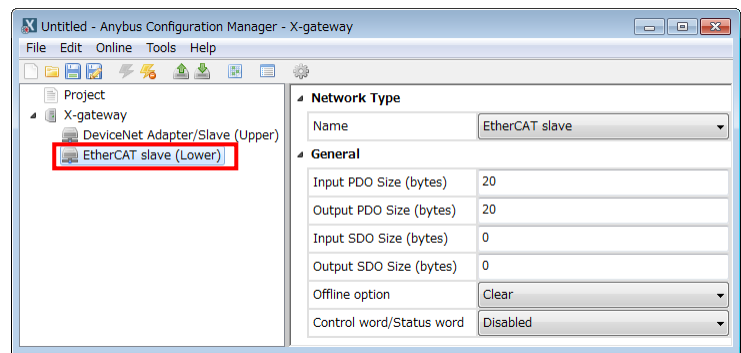 Untitled - Anybus Configuration Manager - X-gateway
File Edit Online Tools Help
Project
X-gateway
DeviceNet Adapter/Slave (Upper)
EtherCAT slave (Lower)
Network Type
Name EtherCAT slave
General
Input PDO Size (bytes) 20
Output PDO Size (bytes) 20
Input SDO Size (bytes) 0
Output SDO Size (bytes) 0
Offline option Clear
Control word/Status word Disabled